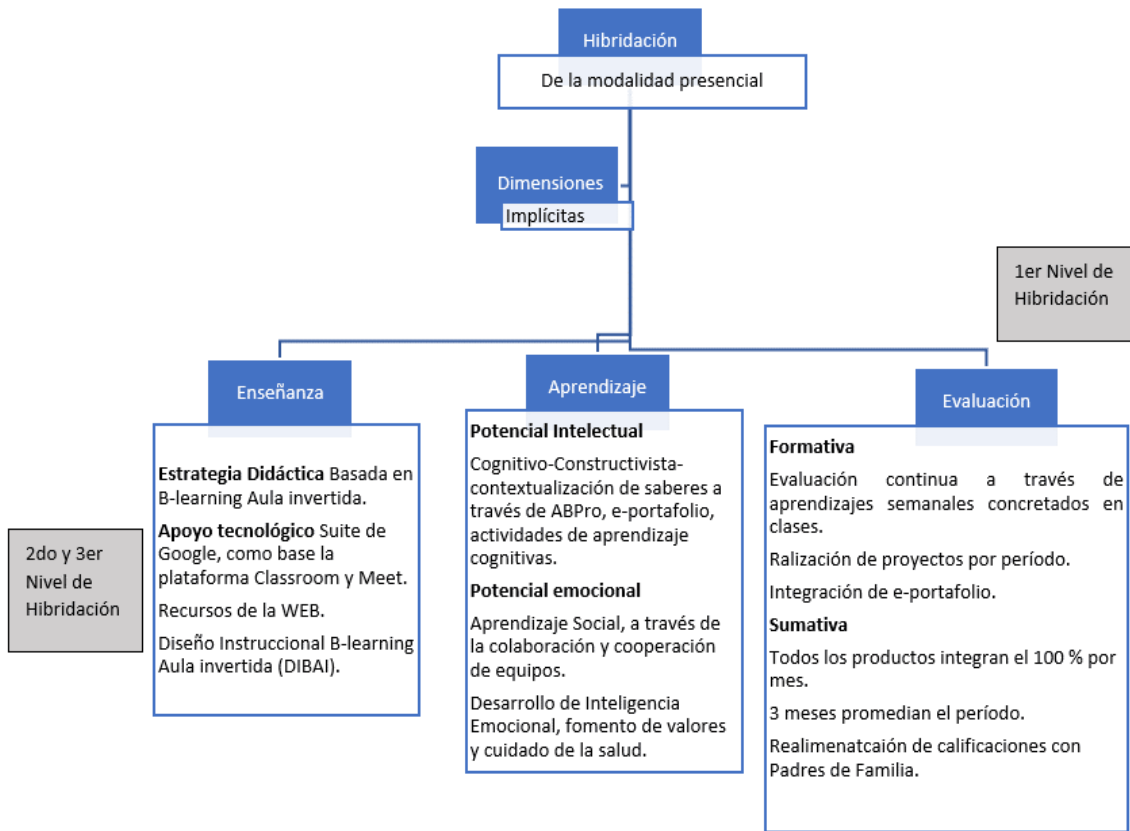 Hibridación
De la modalidad presencial
Dimensiones
Implícitas
1er Nivel de
Hibridación
Enseñanza
Estrategia Didáctica Basada en
B-learning Aula invertida.
Apoyo tecnológico Suite de
Google, como base la
plataforma Classroom y Meet.
Recursos de la WEB.
Diseño Instruccional B-learning
Aula invertida (DIBAI).
2do y 3er
Nivel de
Hibridación
Aprendizaje
Potencial Intelectual
Cognitivo-Constructivista-
contextualización de saberes a
través de ABPro, e-portafolio,
actividades de aprendizaje
cognitivas.
Potencial emocional
Aprendizaje Social, a través de
la colaboración y cooperación
de equipos.
Desarrollo de Inteligencia
Emocional, fomento de valores
y cuidado de la salud.
Evaluación
Formativa
Evaluación continua a través de
aprendizajes semanales concretados en
clases.
Ralización de proyectos por período.
Integración de e-portafolio.
Sumativa
Todos los productos integran el 100 % por
mes.
3 meses promedian el período.
Realimenatcaión de calificaciones con
Padres de Familia.